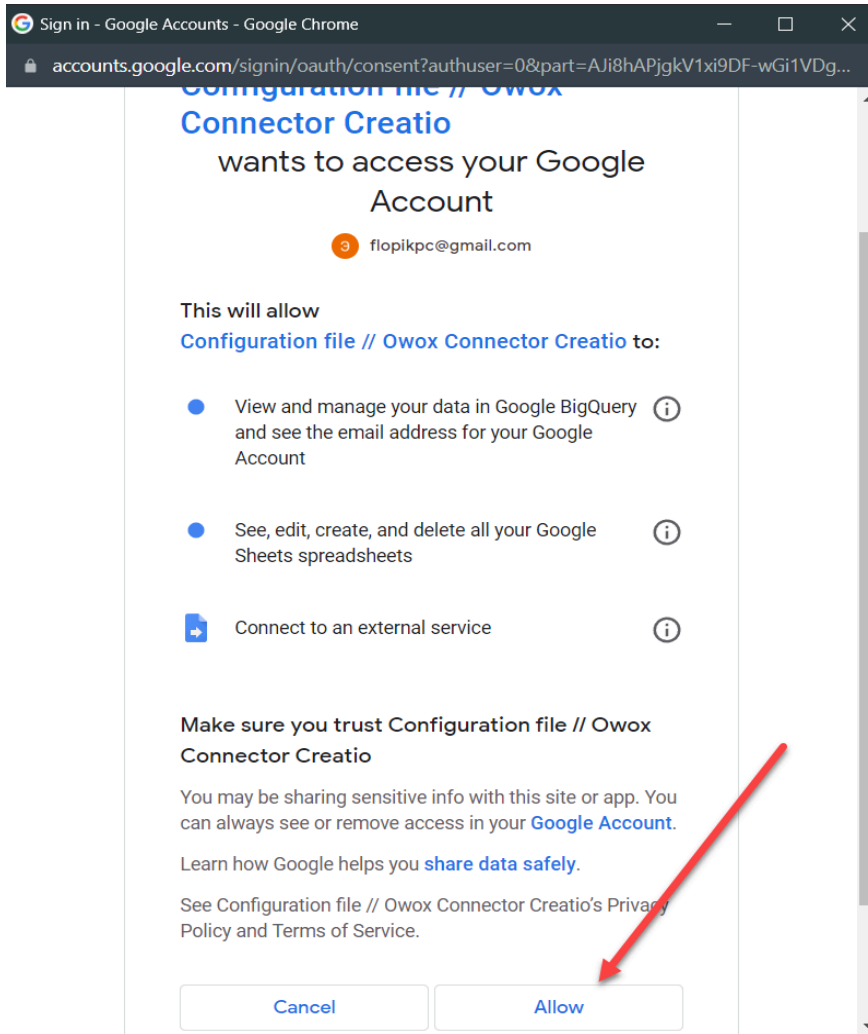 Sign in - Google Accounts - Google Chrome
accounts.google.com/signin/oauth/consent?authuser=0&part=AJi8hAPjgkV1xi9DF-wGi1VDg...
Configuration file // Owox
Connector Creatio
wants to access your Google
Account
Э flopikpc@gmail.com
This will allow
Configuration file // Owox Connector Creatio to:
View and manage your data in Google BigQuery
and see the email address for your Google
Account
See, edit, create, and delete all your Google
Sheets spreadsheets
Connect to an external service
Make sure you trust Configuration file // Owox
Connector Creatio
You may be sharing sensitive info with this site or app. You
can always see or remove access in your Google Account.
Learn how Google helps you share data safely.
See Configuration file // Owox Connector Creatio's Privacy
Policy and Terms of Service.
Cancel Allow